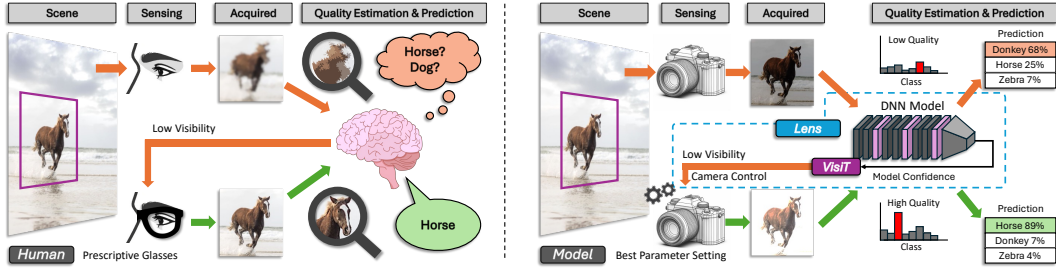 Scene
Sensing
Acquired
Quality Estimation & Prediction
Horse?
Dog?
Low Visibility
Horse
Human
Prescriptive Glasses
Scene
Sensing
Acquired
Quality Estimation & Prediction
Low Quality
Class
Prediction
Donkey 68%
Horse 25%
Zebra 7%
DNN Model
Lens
VisiT
Low Visibility
Camera Control
Model Confidence
High Quality
Class
Prediction
Horse 89%
Donkey 7%
Zebra 4%
Model
Best Parameter Setting